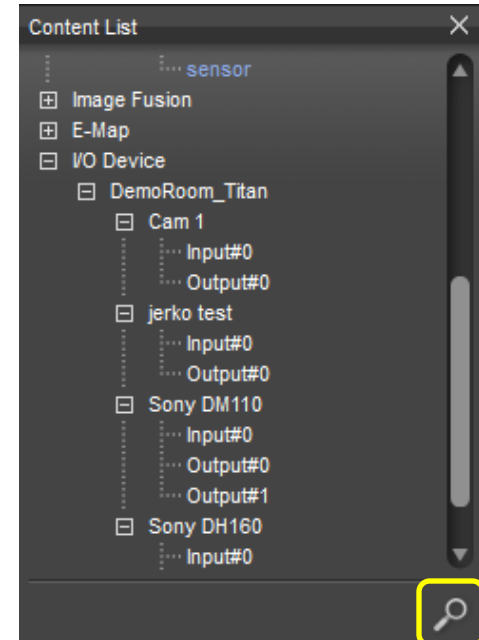 Content List
sensor
Image Fusion
E-Map
I/O Device
DemoRoom_Titan
Cam 1
Input#0
Output#0
jerko test
Input#0
Output#0
Sony DM110
Input#0
Output#0
Output#1
Sony DH160
Input#0